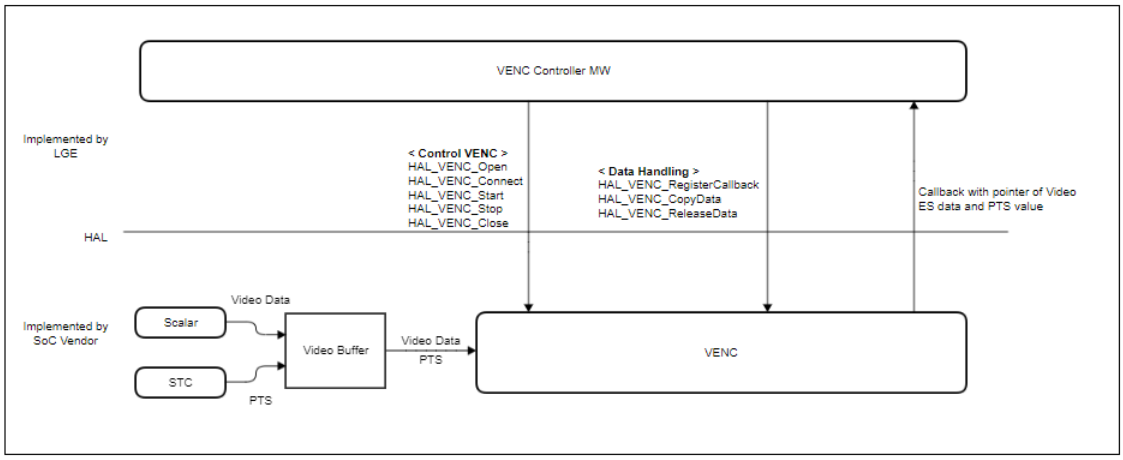 VENC Controller MW
Implemented by
LGE
< Control VENC >
HAL_VENC_Open
HAL_VENC_Connect
HAL_VENC_Start
HAL_VENC_Stop
HAL_VENC_Close
< Data Handling >
HAL_VENC_RegisterCallback
HAL_VENC_CopyData
HAL_VENC_ReleaseData
Callback with pointer of Video
ES data and PTS value
HAL
Implemented by
SoC Vendor
Video Data
Scalar
STC
PTS
Video Buffer
Video Data
PTS
VENC